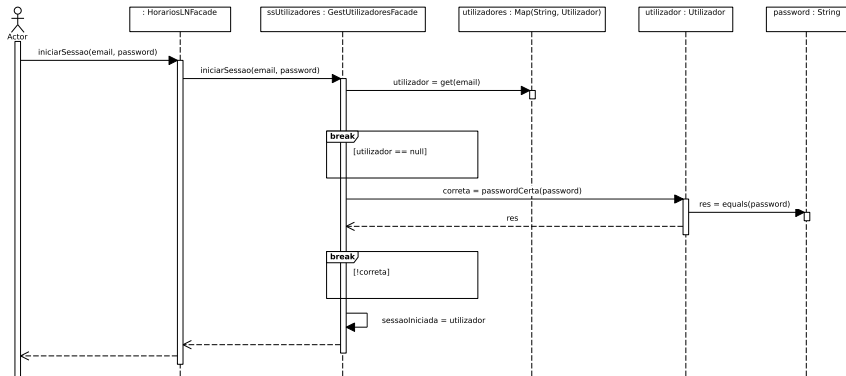 : HorariosLNFacade
ssUtilizadores : GestUtilizadoresFacade
utilizadores : Map(String, Utilizador)
utilizador : Utilizador
password : String
Actor
iniciarSessao(email, password)
iniciarSessao(email, password)
utilizador = get(email)
break
[utilizador == null]
correta = passwordCerta(password)
res = equals(password)
res
break
[!correta]
sessaoIniciada = utilizador